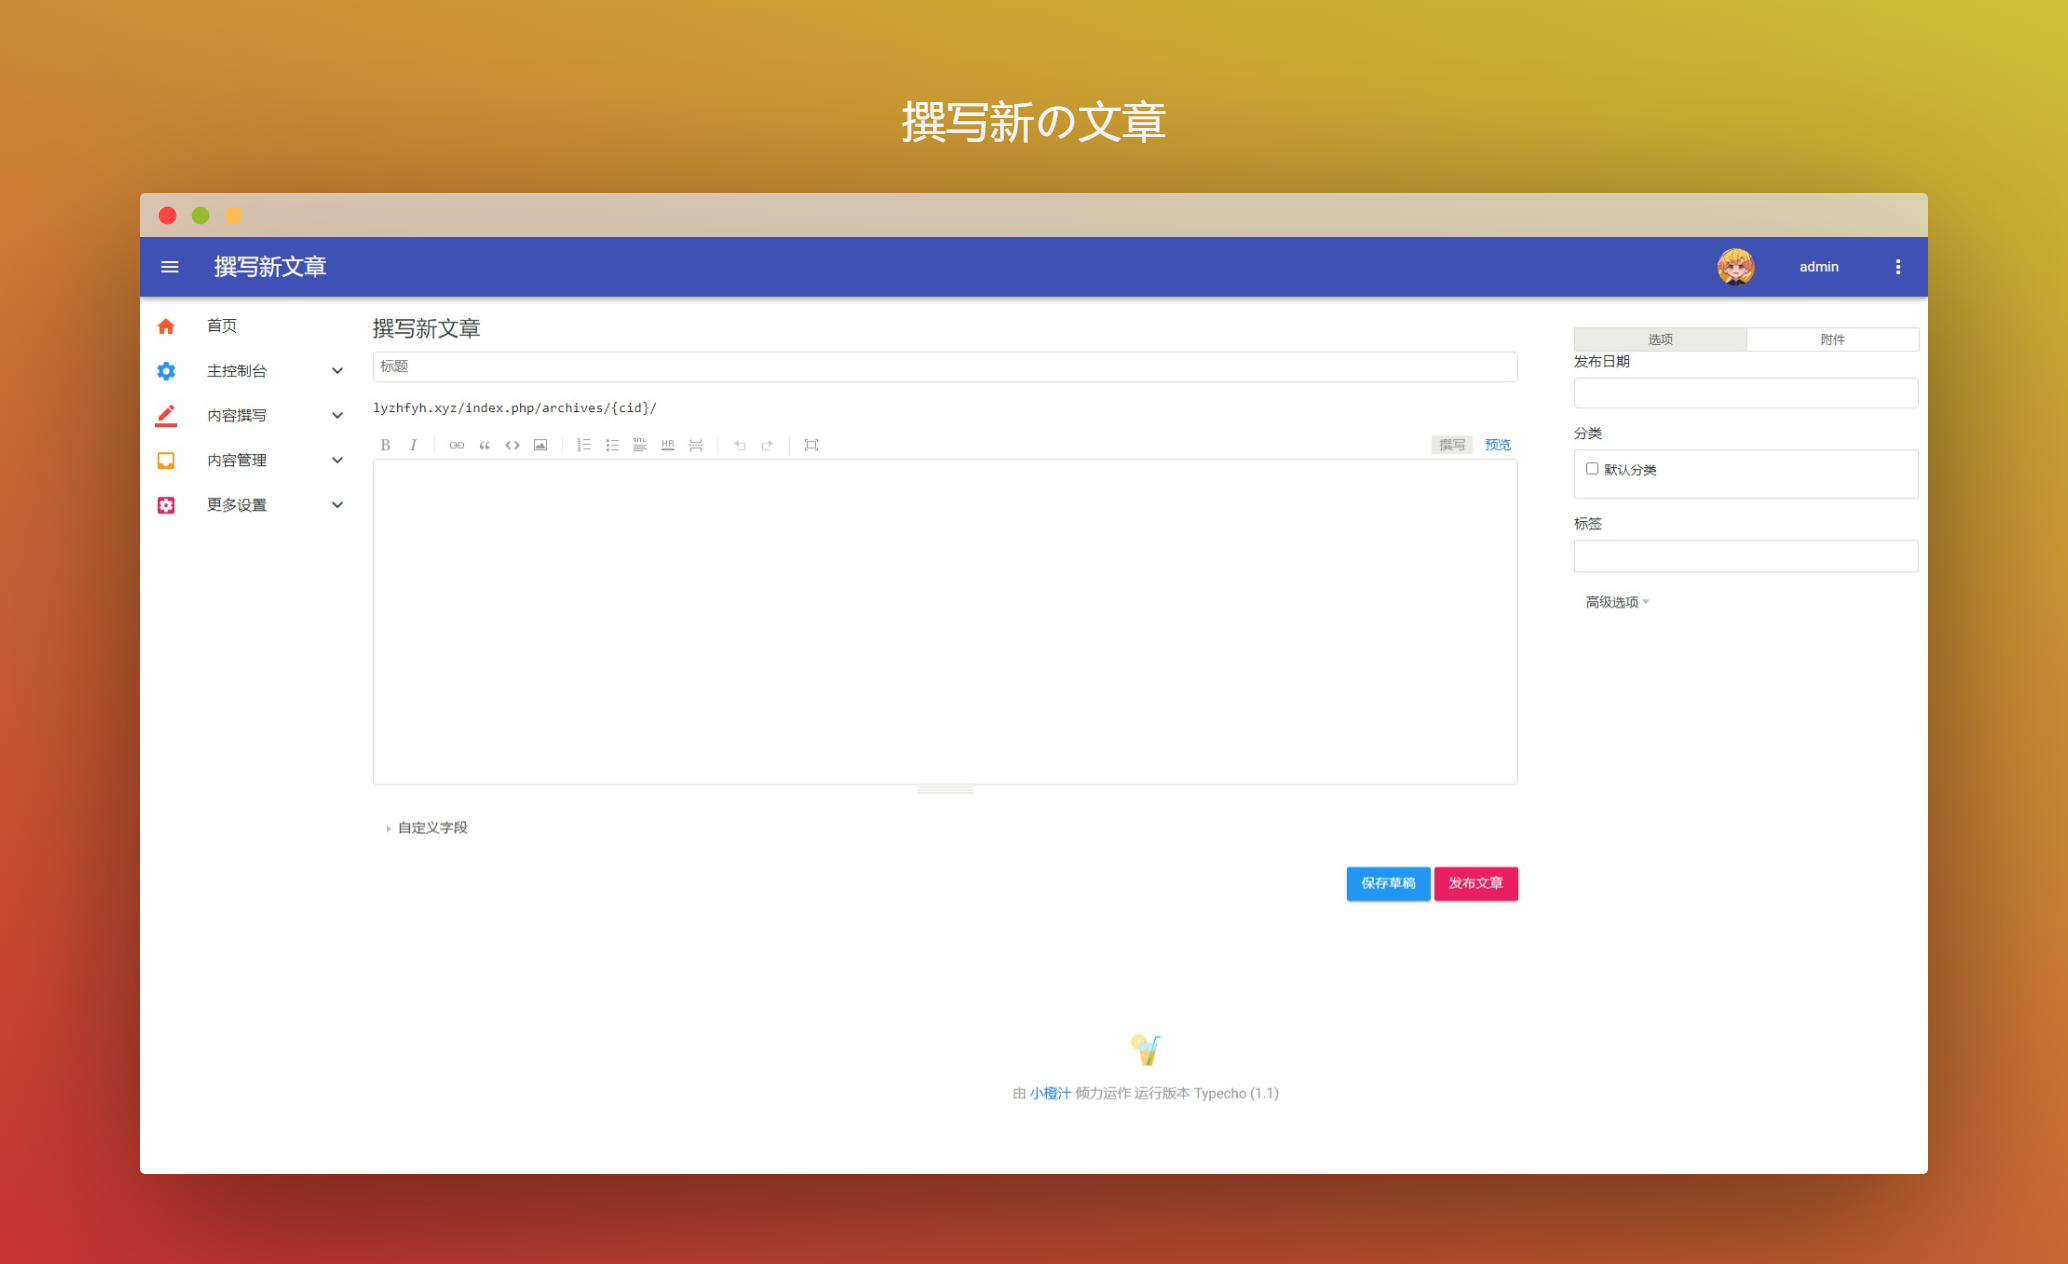 撰写新の文章
撰写新文章
admin
首页
主控制台
内容撰写
内容管理
更多设置
撰写新文章
标题
lyzhfyh.xyz/index.php/archives/{cid}/
B I
TITL
HR
撰写 预览
自定义字段
保存草稿 发布文章
选项 附件
发布日期
分类
默认分类
标签
高级选项
由 小橙汁 倾力运作 运行版本 Typecho (1.1)